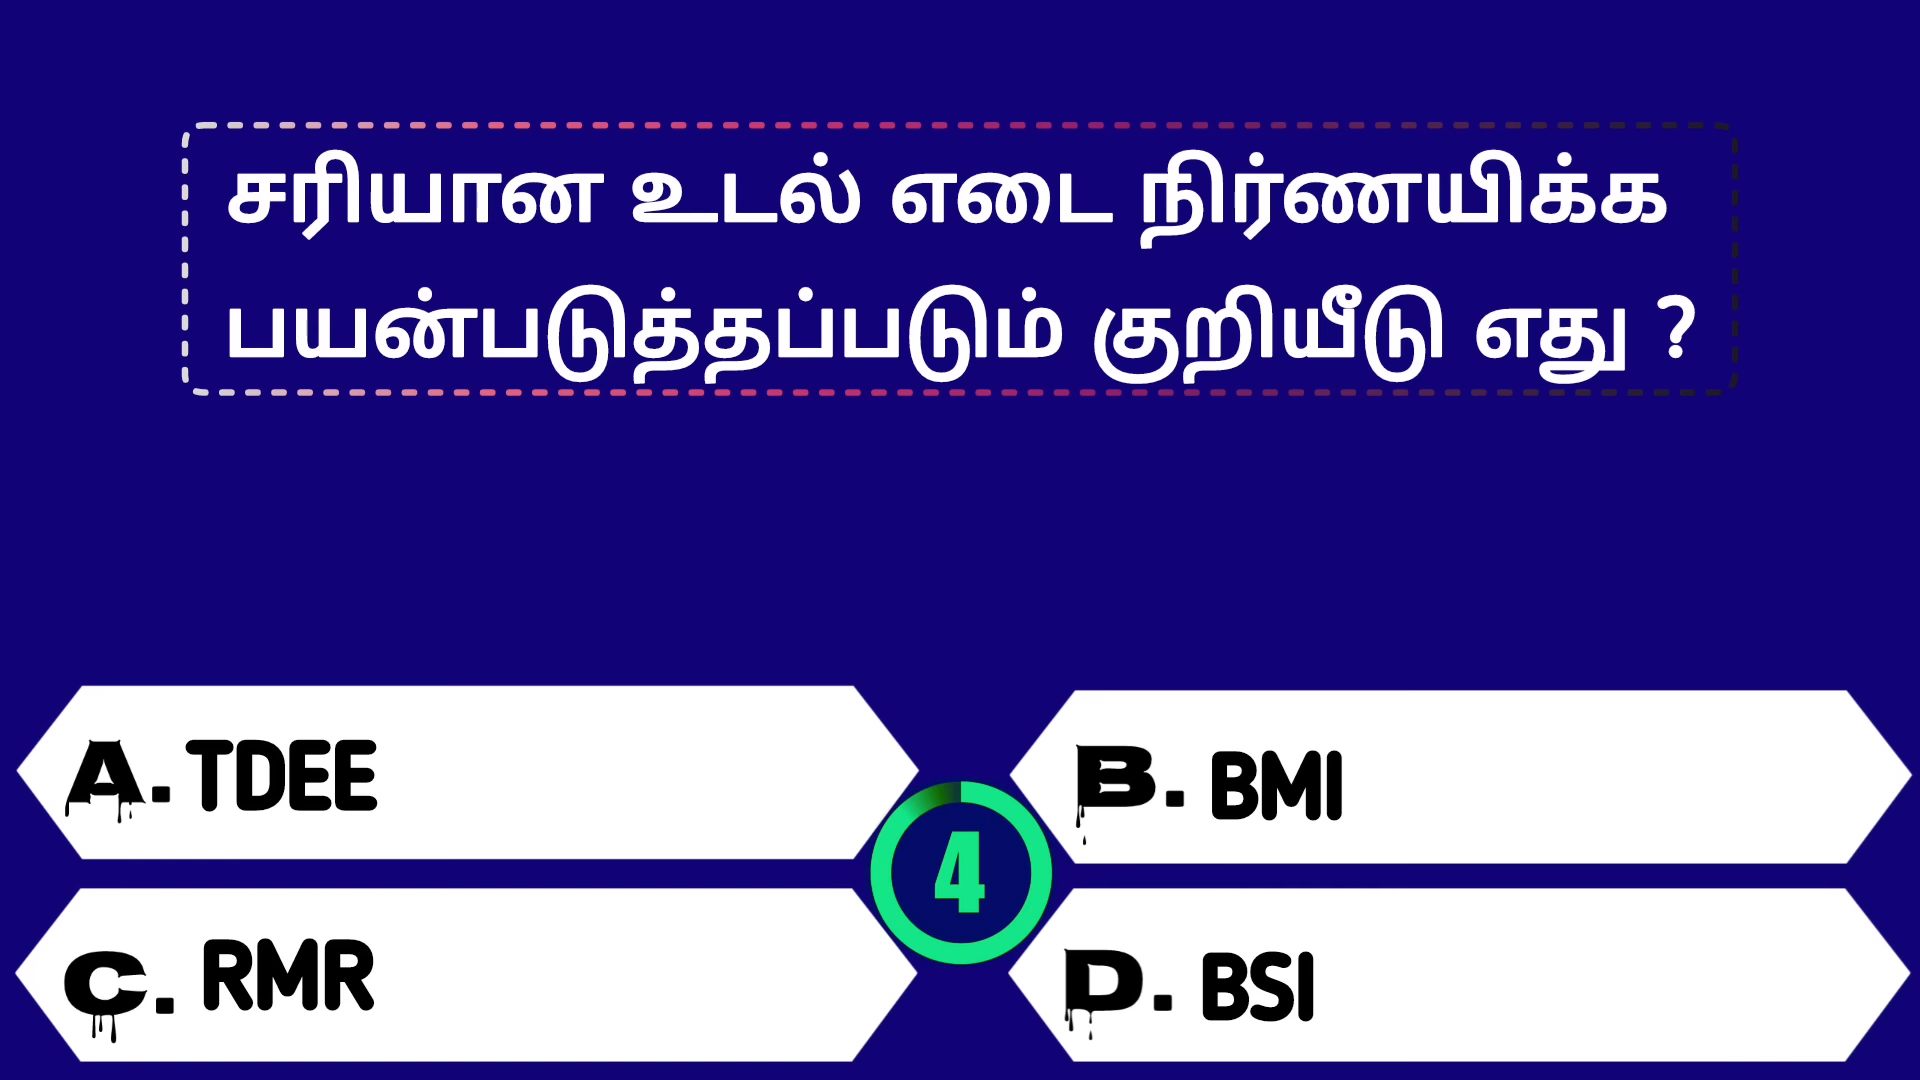 சரியான உடல் எடை நிர்ணயிக்க
பயன்படுத்தப்படும் குறியீடு எது ?
A. TDEE
B. BMI
4
C. RMR
D. BSI